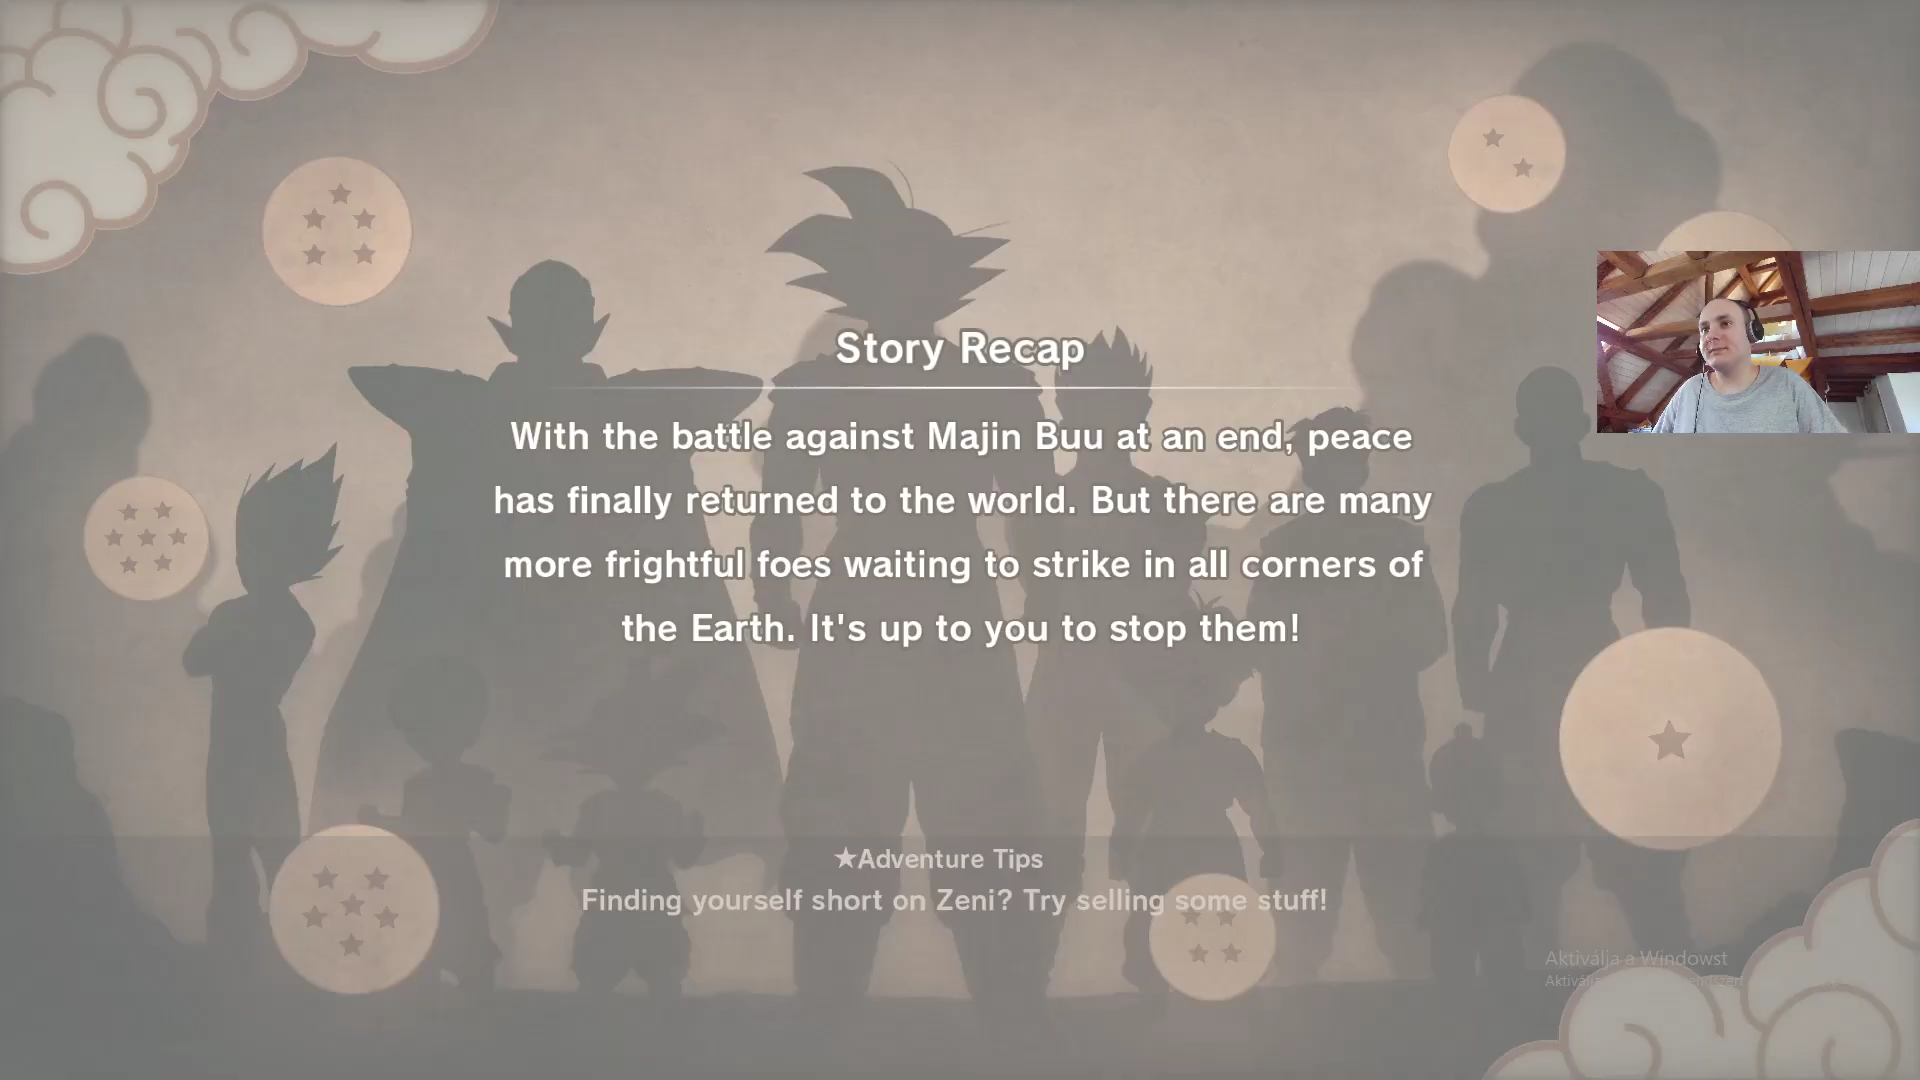 Story Recap
With the battle against Majin Buu at an end, peace
has finally returned to the world. But there are many
more frightful foes waiting to strike in all corners of
the Earth. It's up to you to stop them!
★Adventure Tips
Finding yourself short on Zeni? Try selling some stuff!
Aktiválja a Windowst